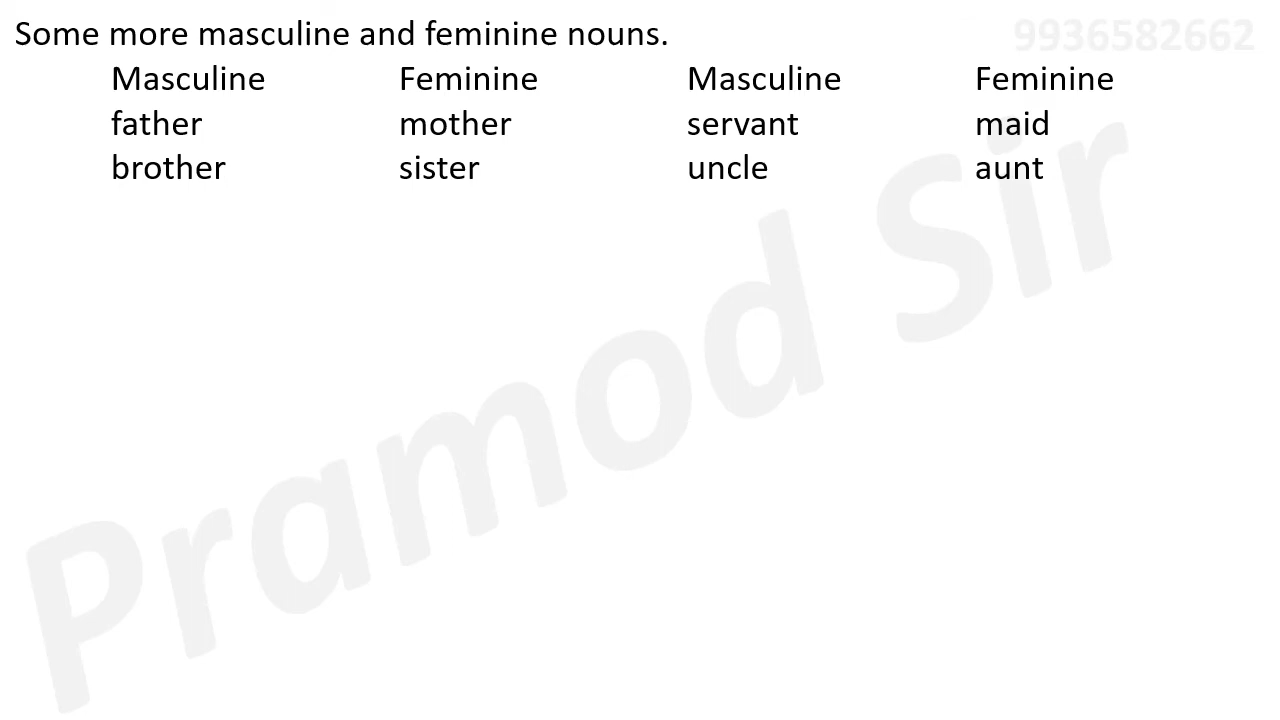 Some more masculine and feminine nouns.
9936582662
Masculine Feminine Masculine Feminine
father mother servant maid
brother sister uncle aunt
Pramod Sir